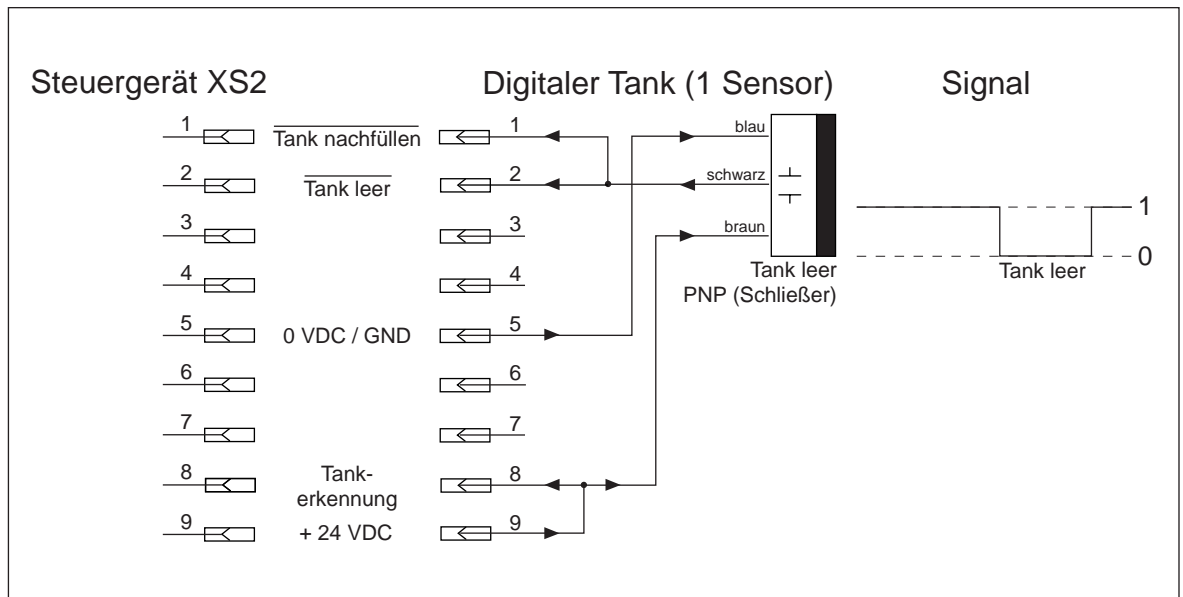 Steuergerät XS2
Digitaler Tank (1 Sensor)
Signal
1
Tank nachfüllen
1
blau
2
Tank leer
2
schwarz
3
3
braun
1
4
4
Tank leer
PNP (Schließer)
Tank leer
0
5
0 VDC / GND
5
6
6
7
7
8
Tank-
erkennung
8
9
+ 24 VDC
9